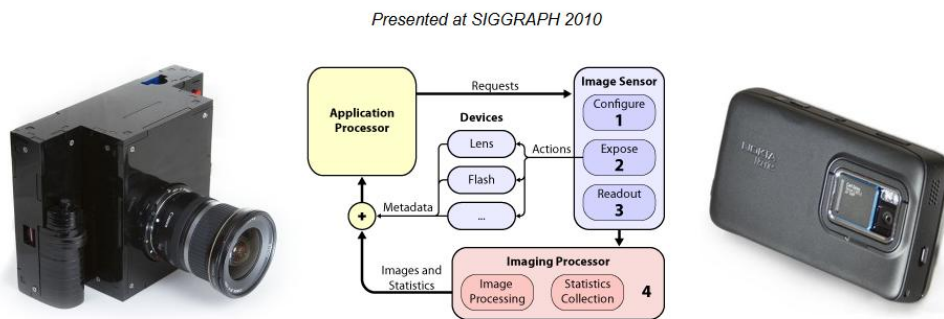 Presented at SIGGRAPH 2010
Requests
Application
Processor
Devices
Lens
Flash
...
Actions
Metadata
+
Image Sensor
Configure
1
Expose
2
Readout
3
Images and
Statistics
Imaging Processor
Image
Processing
Statistics
Collection
4
NOKIA